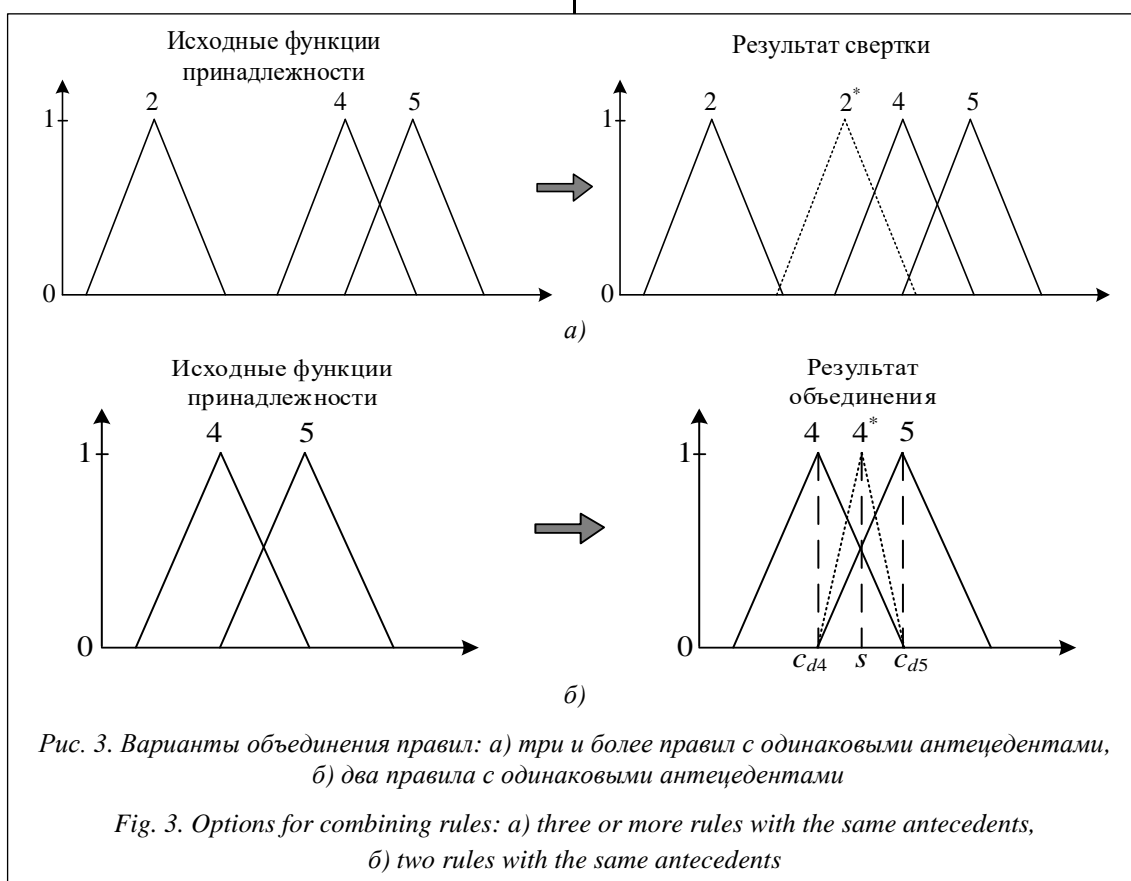 Исходные функции
принадлежности
Результат свертки
1
2
4
5
0
1
2*
2
4
5
0
а)
Исходные функции
принадлежности
Результат
объединения
1
4
5
0
1
4
4*
5
0
c_d4
s
c_d5
б)
Рис. 3. Варианты объединения правил: а) три и более правил с одинаковыми антецедентами,
б) два правила с одинаковыми антецедентами
Fig. 3. Options for combining rules: a) three or more rules with the same antecedents,
б) two rules with the same antecedents